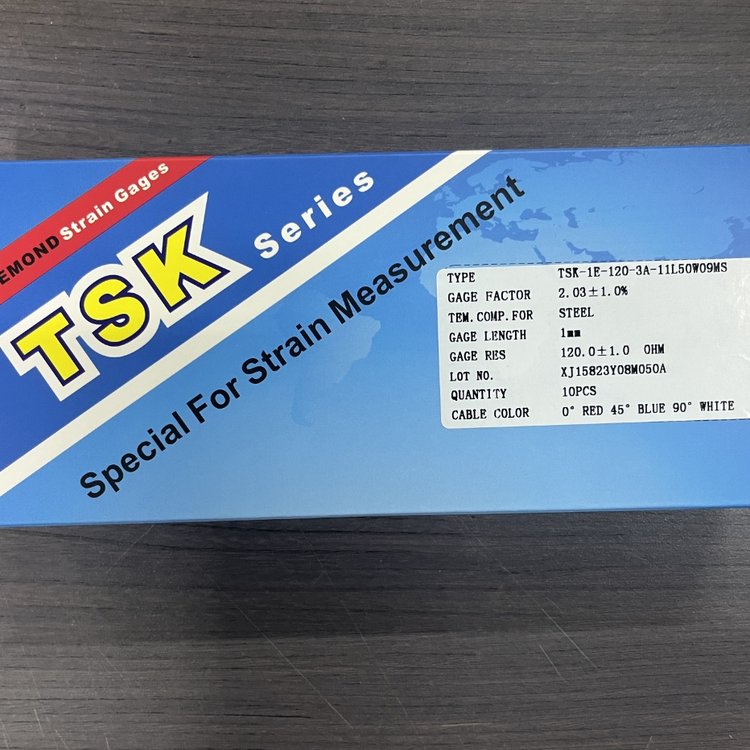 EMOND Strain Gages
TSK Series
Special For Strain Measurement
TYPE TSK-1E-120-3A-11L50W09MS
GAGE FACTOR 2.03±1.0%
TEM.COMP.FOR STEEL
GAGE LENGTH 1mm
GAGE RES 120.0±1.0 OHM
LOT NO. XJ15823Y08M050A
QUANTITY 10PCS
CABLE COLOR 0° RED 45° BLUE 90° WHITE